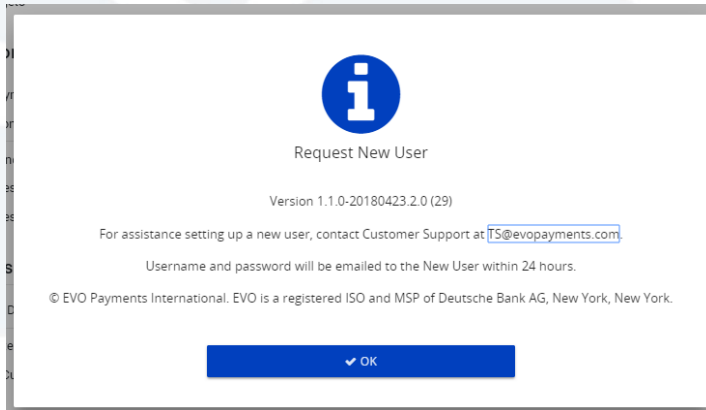 Request New User
Version 1.1.0-20180423.2.0 (29)
For assistance setting up a new user, contact Customer Support at TS@evopayments.com.
Username and password will be emailed to the New User within 24 hours.
© EVO Payments International. EVO is a registered ISO and MSP of Deutsche Bank AG, New York, New York.
✔ OK